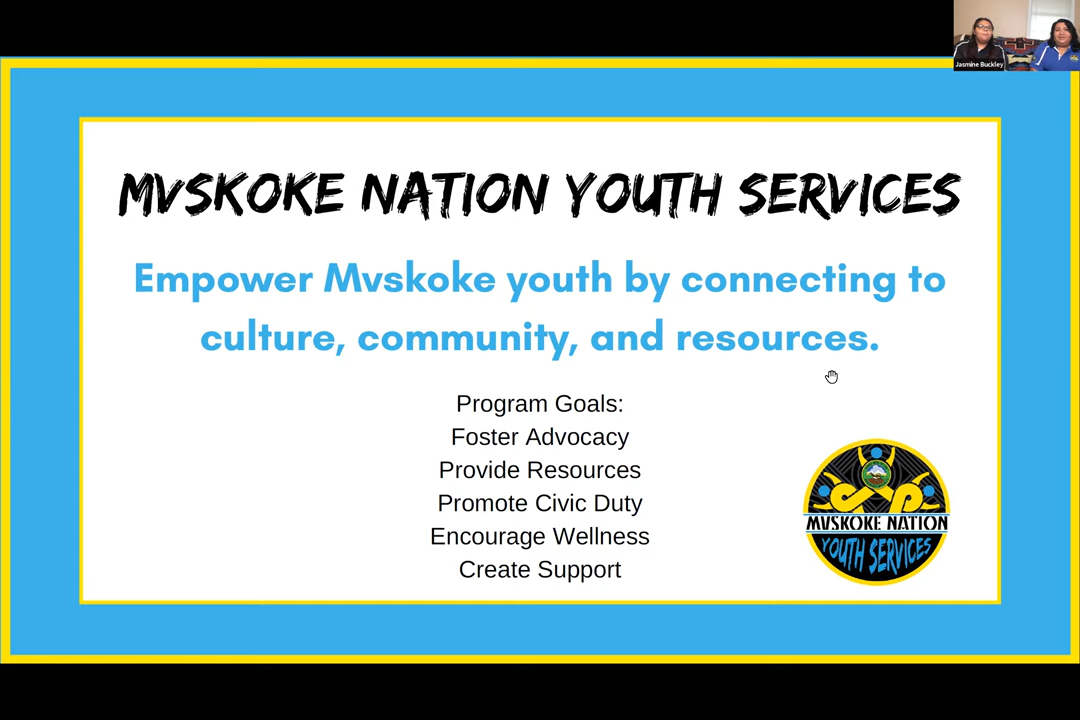 Jasmine Buckley
MVSKOKE NATION YOUTH SERVICES
Empower Mvskoke youth by connecting to
culture, community, and resources.
Program Goals:
Foster Advocacy
Provide Resources
Promote Civic Duty
Encourage Wellness
Create Support
MVSKOKE NATION
YOUTH SERVICES